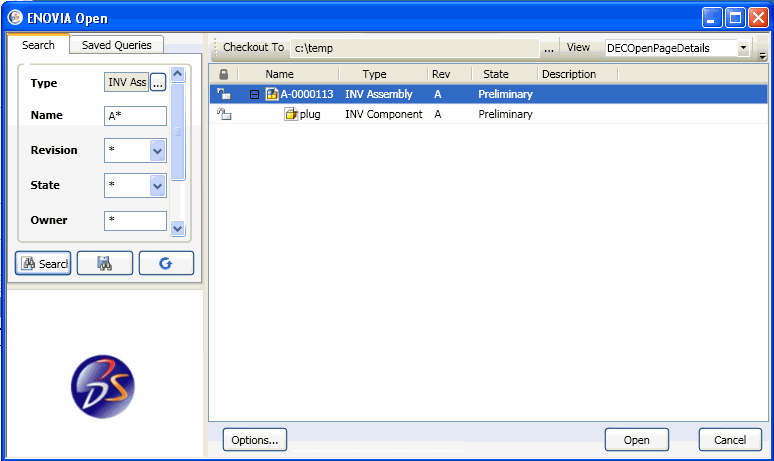 ENOVIA Open
Search Saved Queries
Checkout To c:\temp ... View DECOpenPageDetails
Type INV Ass ...
Name A*
Revision *
State *
Owner *
Search
Name Type Rev State Description
A-0000113 INV Assembly A Preliminary
plug INV Component A Preliminary
Options... Open Cancel